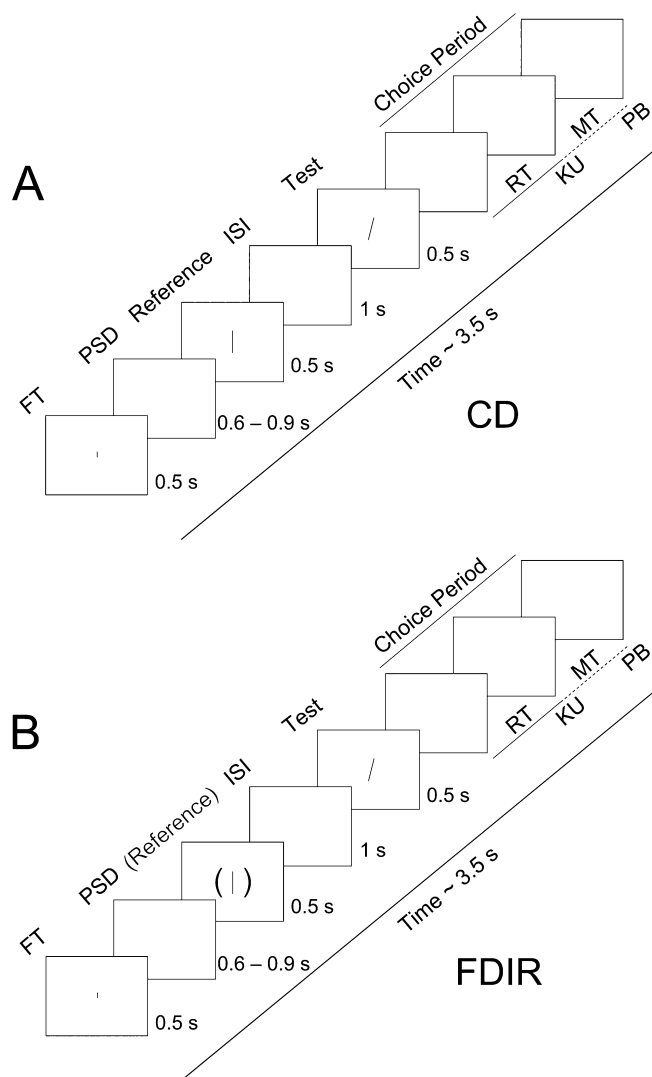 A
Choice Period
PB
MT
KU
RT
Test
0.5 s
ISI
1 s
Reference
0.5 s
PSD
0.6 – 0.9 s
FT
0.5 s
Time ~ 3.5 s
CD
B
Choice Period
PB
MT
KU
RT
Test
0.5 s
ISI
1 s
(Reference)
( | )
0.5 s
PSD
0.6 – 0.9 s
FT
0.5 s
Time ~ 3.5 s
FDIR